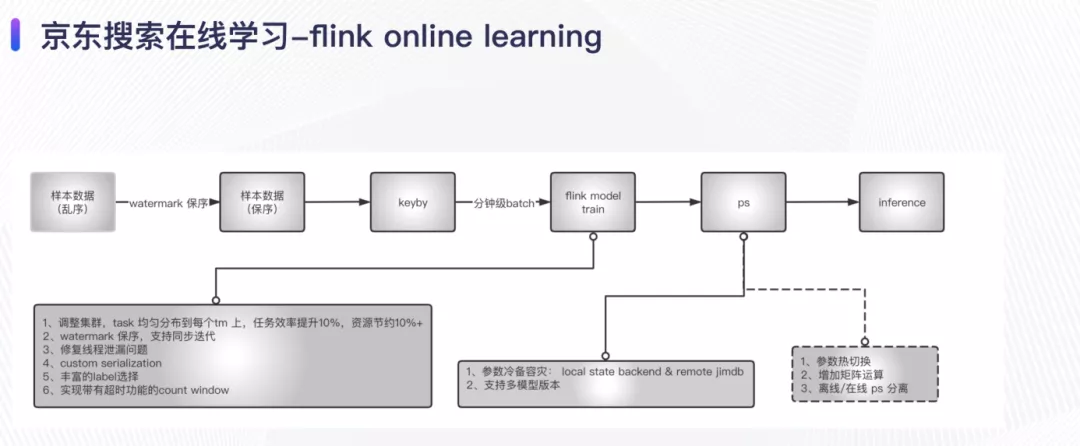 京东搜索在线学习-flink online learning
样本数据
（乱序）
watermark 保序
样本数据
（保序）
keyby
分钟级batch
flink model
train
ps
inference
1、调整集群，task 均匀分布到每个tm 上，任务效率提升10%，资源节约10%+
2、watermark 保序，支持同步迭代
3、修复线程泄漏问题
4、custom serialization
5、丰富的label选择
6、实现带有超时功能的count window
1、参数冷备容灾： local state backend & remote jimdb
2、支持多模型版本
1、参数热切换
2、增加矩阵运算
3、离线/在线 ps 分离